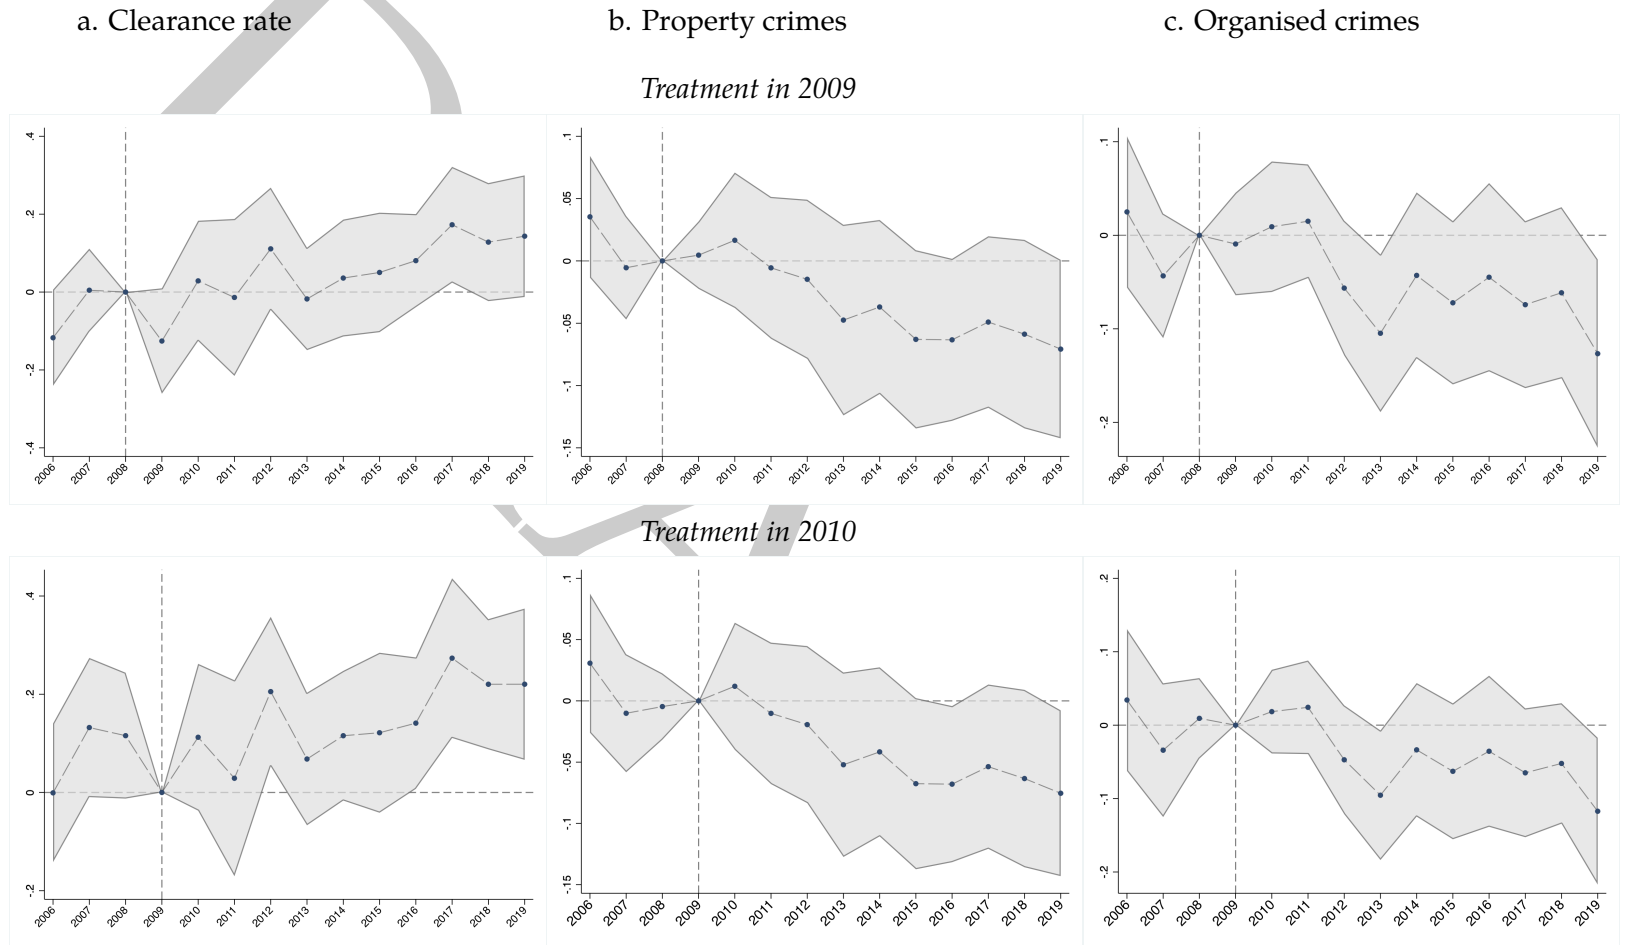 a. Clearance rate b. Property crimes c. Organised crimes
Treatment in 2009
.4 .2 0 -.2 -.4
2006 2007 2008 2009 2010 2011 2012 2013 2014 2015 2016 2017 2018 2019
.1 .05 0 -.05 -.1 -.15
2006 2007 2008 2009 2010 2011 2012 2013 2014 2015 2016 2017 2018 2019
.1 0 -.1 -.2
2006 2007 2008 2009 2010 2011 2012 2013 2014 2015 2016 2017 2018 2019
Treatment in 2010
.4 .2 0 -.2
2006 2007 2008 2009 2010 2011 2012 2013 2014 2015 2016 2017 2018 2019
.1 .05 0 -.05 -.1 -.15
2006 2007 2008 2009 2010 2011 2012 2013 2014 2015 2016 2017 2018 2019
.2 .1 0 -.1 -.2
2006 2007 2008 2009 2010 2011 2012 2013 2014 2015 2016 2017 2018 2019